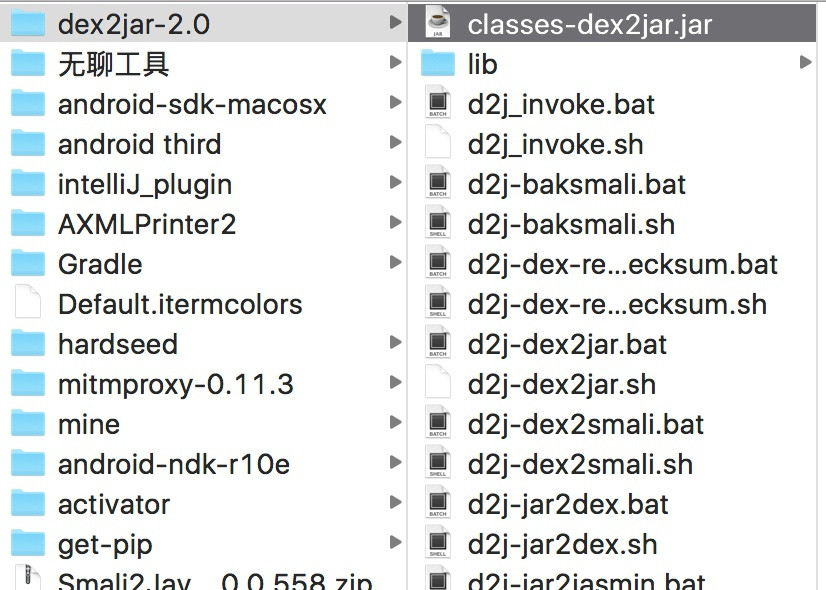 dex2jar-2.0
无聊工具
android-sdk-macosx
android third
intelliJ_plugin
AXMLPrinter2
Gradle
Default.itermcolors
hardseed
mitmproxy-0.11.3
mine
android-ndk-r10e
activator
get-pip
Smali2Jav...0.0.558.zip
classes-dex2jar.jar
lib
d2j_invoke.bat
d2j_invoke.sh
d2j-baksmali.bat
d2j-baksmali.sh
d2j-dex-re...ecksum.bat
d2j-dex-re...ecksum.sh
d2j-dex2jar.bat
d2j-dex2jar.sh
d2j-dex2smali.bat
d2j-dex2smali.sh
d2j-jar2dex.bat
d2j-jar2dex.sh
d2j-jar2jasmin.bat